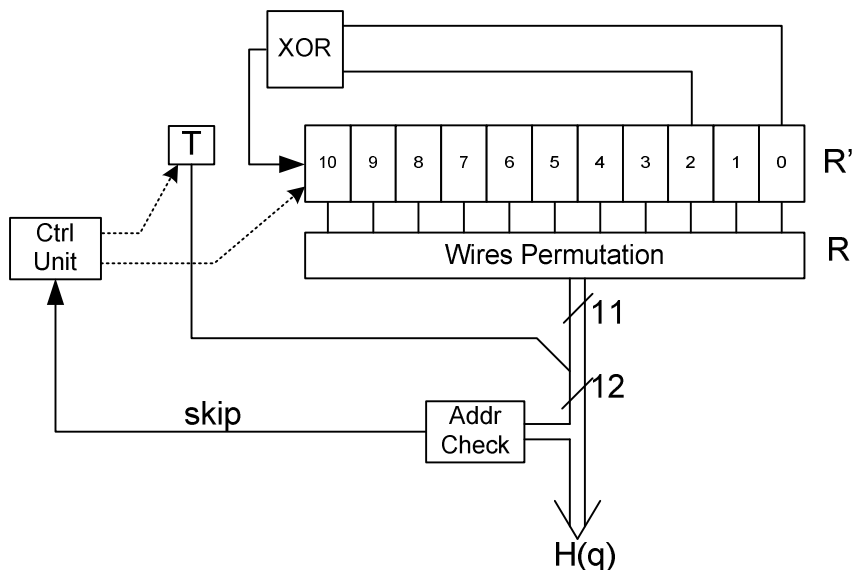 XOR
T
10 9 8 7 6 5 4 3 2 1 0
R'
Ctrl
Unit
Wires Permutation
R
11
12
skip
Addr
Check
H(q)